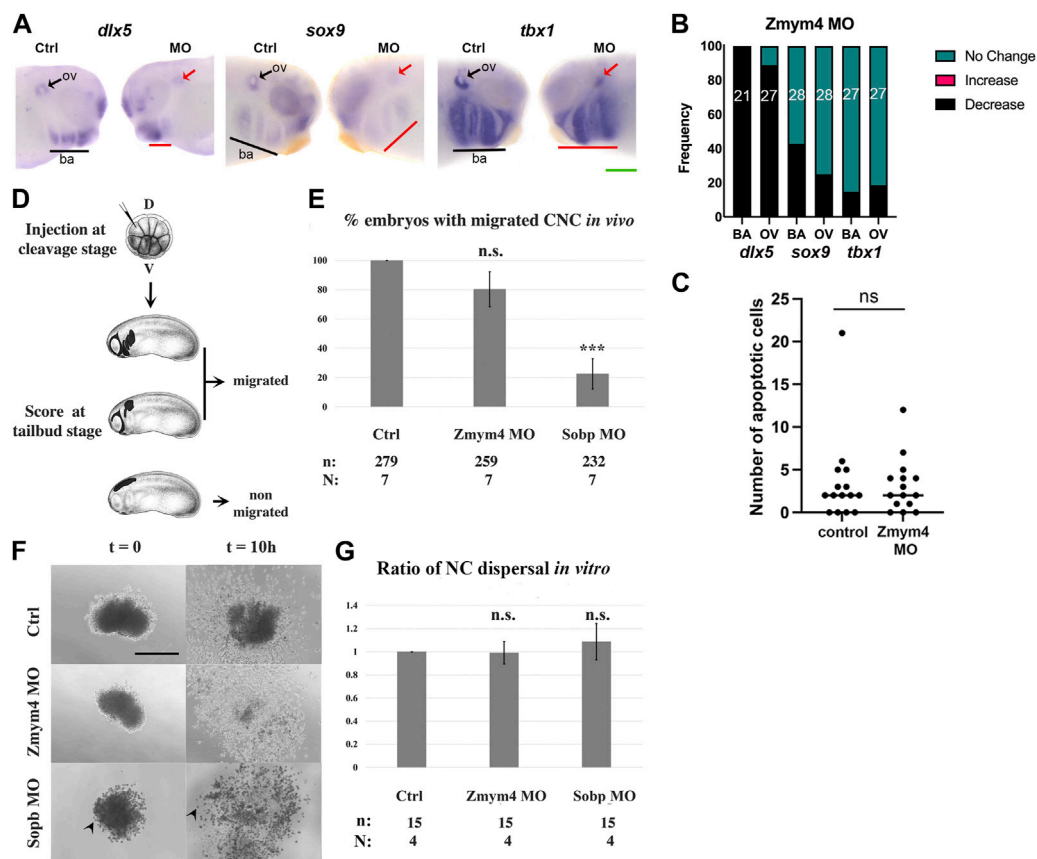 A
dlx5
sox9
tbx1
Ctrl
MO
Ctrl
MO
Ctrl
MO
ov
ov
ov
ba
ba
ba
B
Zmym4 MO
Frequency
100
80
60
40
20
0
21
27
28
28
27
27
BA OV BA OV BA OV
dlx5 sox9 tbx1
No Change
Increase
Decrease
D
Injection at
cleavage stage
D
V
Score at
tailbud stage
migrated
non
migrated
E
% embryos with migrated CNC in vivo
n.s.
***
100
80
60
40
20
0
Ctrl Zmym4 MO Sobp MO
n: 279 259 232
N: 7 7 7
C
ns
Number of apoptotic cells
25
20
15
10
5
0
control
Zmym4
MO
F
t = 0
t = 10h
Ctrl
Zmym4 MO
Sopb MO
G
Ratio of NC dispersal in vitro
n.s.
n.s.
1.4
1.2
1
0.8
0.6
0.4
0.2
0
Ctrl Zmym4 MO Sobp MO
n: 15 15 15
N: 4 4 4